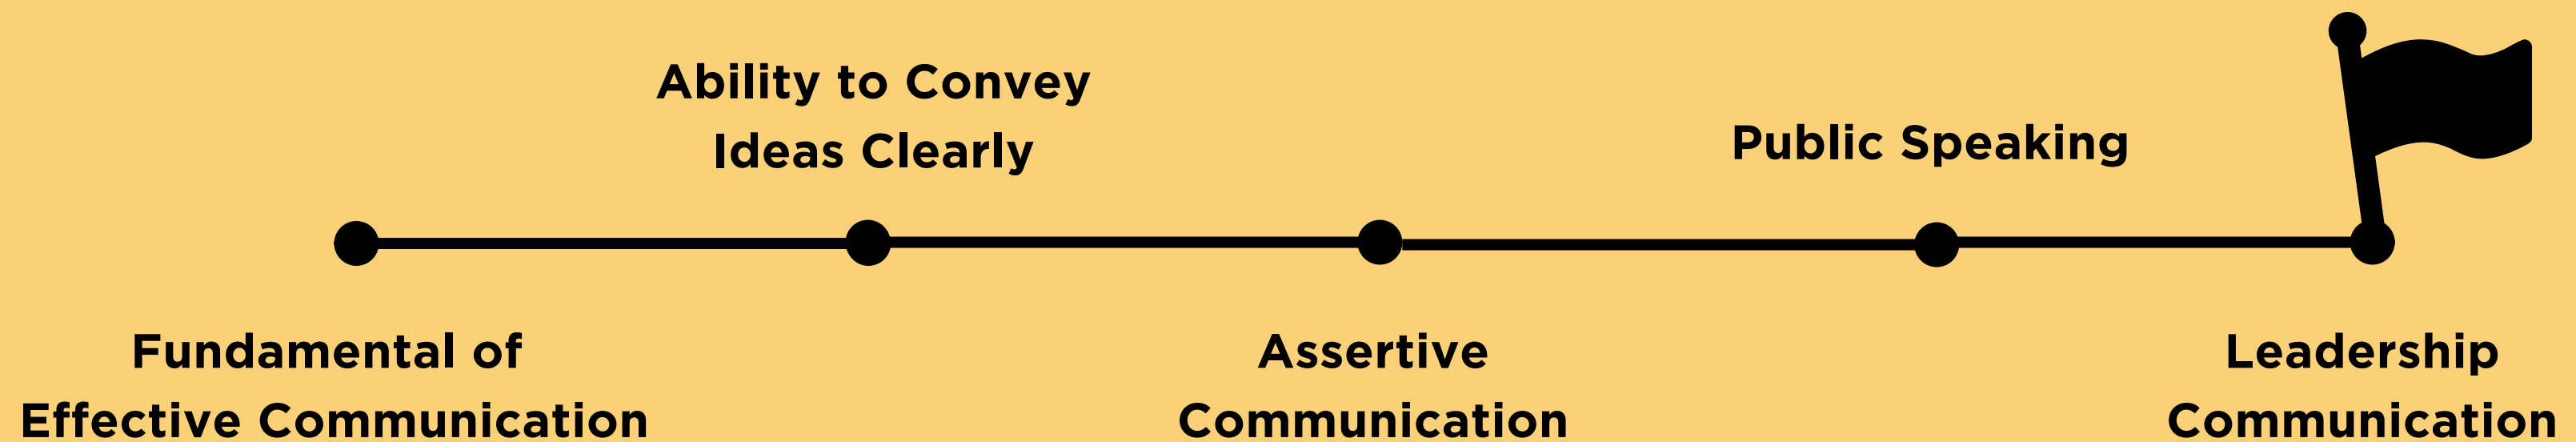 Fundamental of
Effective Communication
Ability to Convey
Ideas Clearly
Assertive
Communication
Public Speaking
Leadership
Communication